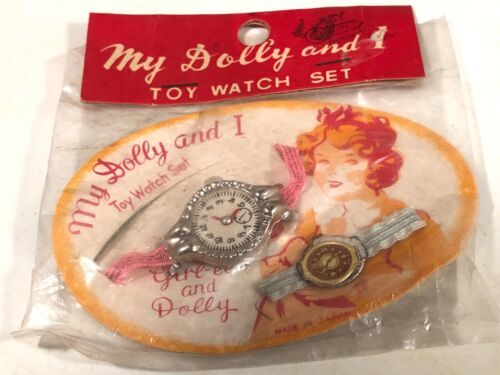 My Dolly and I
TOY WATCH SET
My Dolly and I
Toy Watch Set
and
Dolly
MADE IN JAPAN